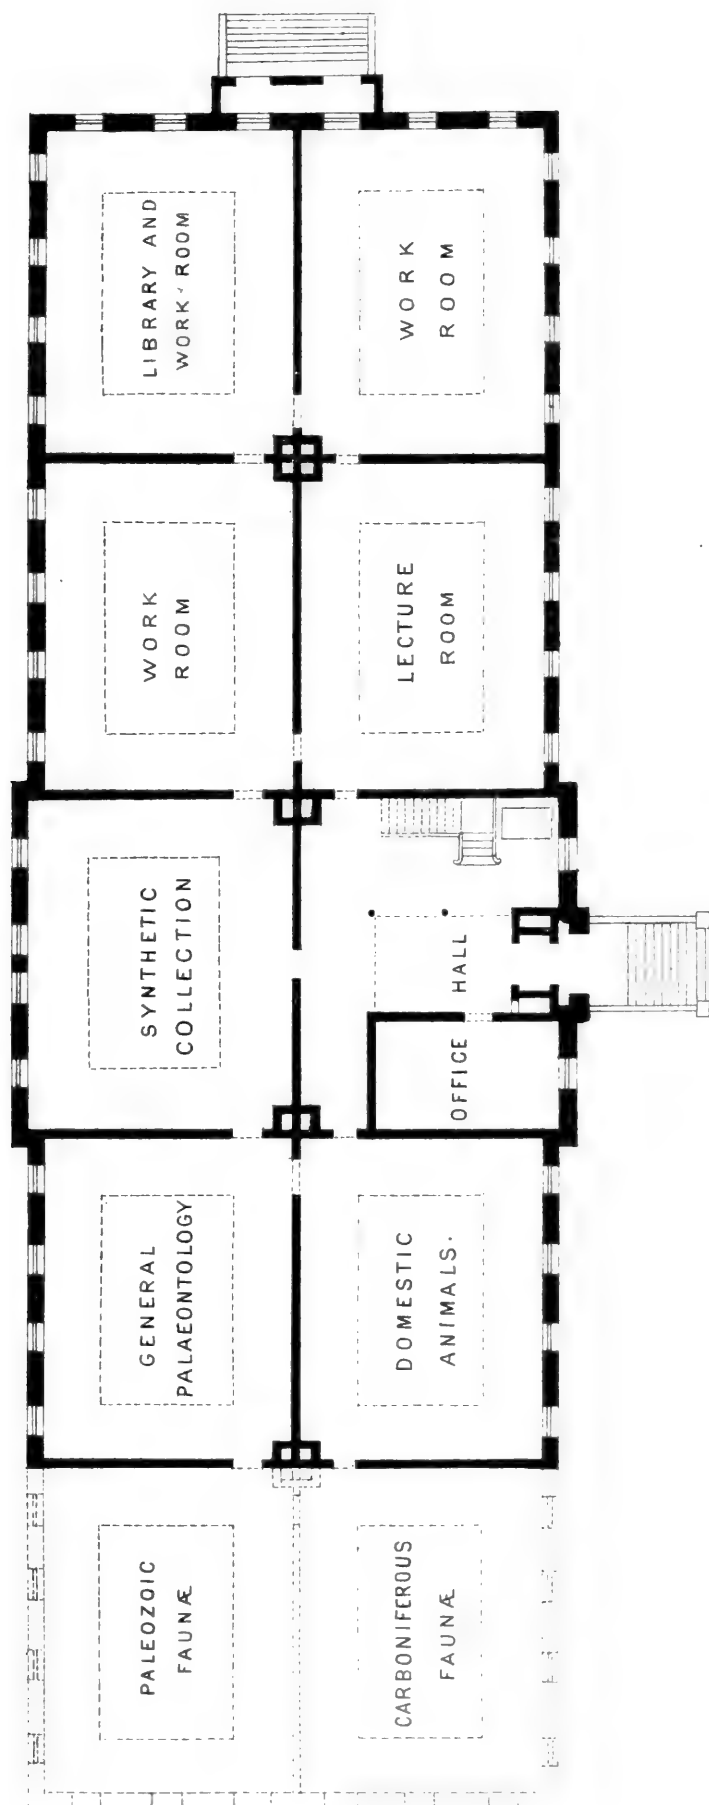 LIBRARY AND
WORK-ROOM
WORK
ROOM
WORK
ROOM
LECTURE
ROOM
SYNTHETIC
COLLECTION
HALL
OFFICE
GENERAL
PALAEONTOLOGY
DOMESTIC
ANIMALS.
PALEOZOIC
FAUNÆ
CARBONIFEROUS
FAUNÆ